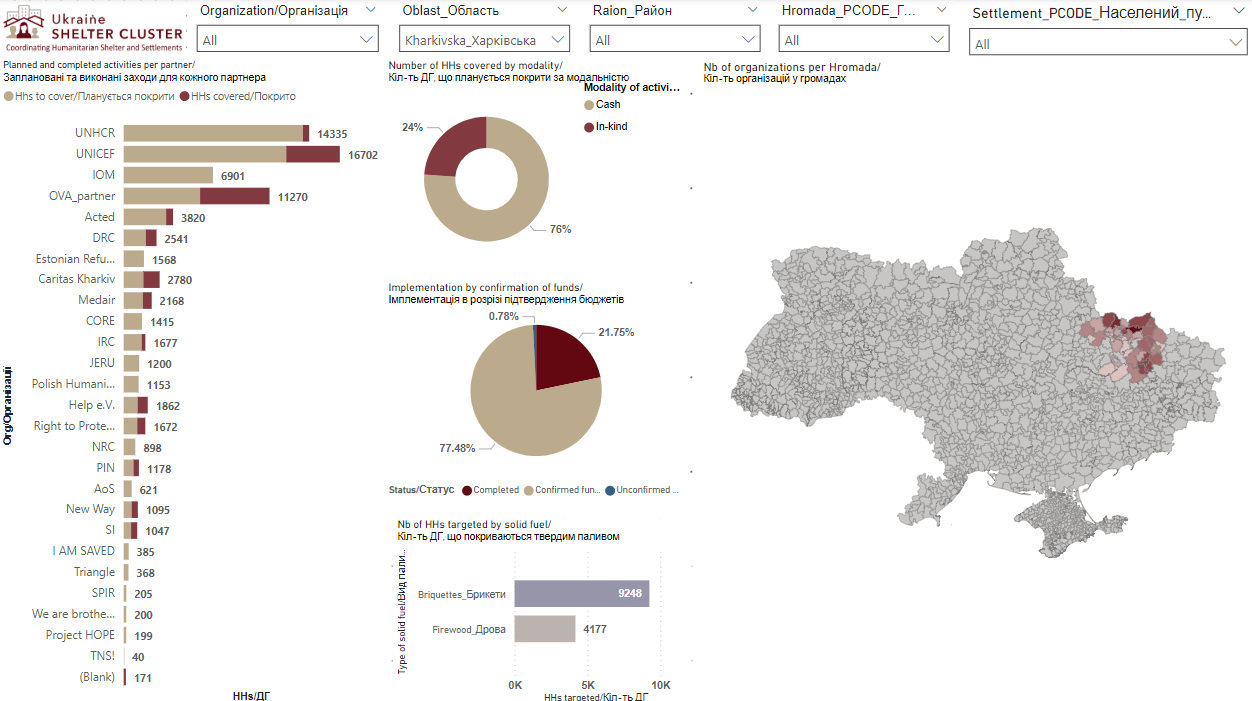 Ukraine
SHELTER CLUSTER
Coordinating Humanitarian Shelter and Settlements
Organization/Організація
All
Oblast_Область
Kharkivska_Харківська
Raion_Район
All
Hromada_PCODE_Г...
All
Settlement_PCODE_Населений_пу...
All
Planned and completed activities per partner/
Заплановані та виконані заходи для кожного партнера
Hhs to cover/Планується покрити HHs covered/Покрито
UNHCR 14335
UNICEF 16702
IOM 6901
OVA_partner 11270
Acted 3820
DRC 2541
Estonian Refu... 1568
Caritas Kharkiv 2780
Medair 2168
CORE 1415
IRC 1677
JERU 1200
Polish Humani... 1153
Help e.V. 1862
Right to Prote... 1672
NRC 898
PIN 1178
AoS 621
New Way 1095
SI 1047
I AM SAVED 385
Triangle 368
SPIR 205
We are brothe... 200
Project HOPE 199
TNS! 40
(Blank) 171
Org/Організації
HHs/ДГ
Number of HHs covered by modality/
Кіл-ть ДГ, що планується покрити за модальністю
Modality of activi...
Cash
In-kind
24%
76%
Implementation by confirmation of funds/
Імплементація в розрізі підтвердження бюджетів
0.78%
21.75%
77.48%
Status/Статус Completed Confirmed fun... Unconfirmed ...
Nb of HHs targeted by solid fuel/
Кіл-ть ДГ, що покриваються твердим паливом
Type of solid fuel/Вид пали...
Briquettes_Брикети 9248
Firewood_Дрова 4177
0K 5K 10K
HHs targeted/Кіл-ть ДГ
Nb of organizations per Hromada/
Кіл-ть організацій у громадах